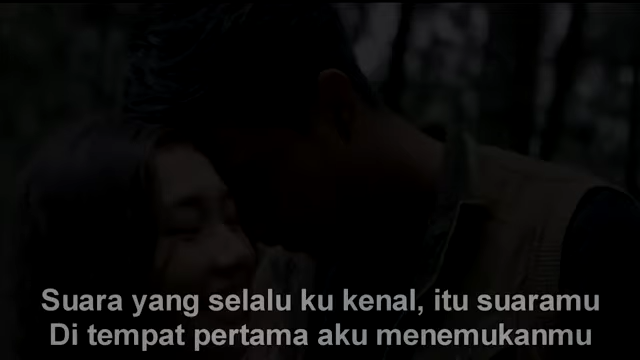 Suara yang selalu ku kenal, itu suaramu
Di tempat pertama aku menemukanmu